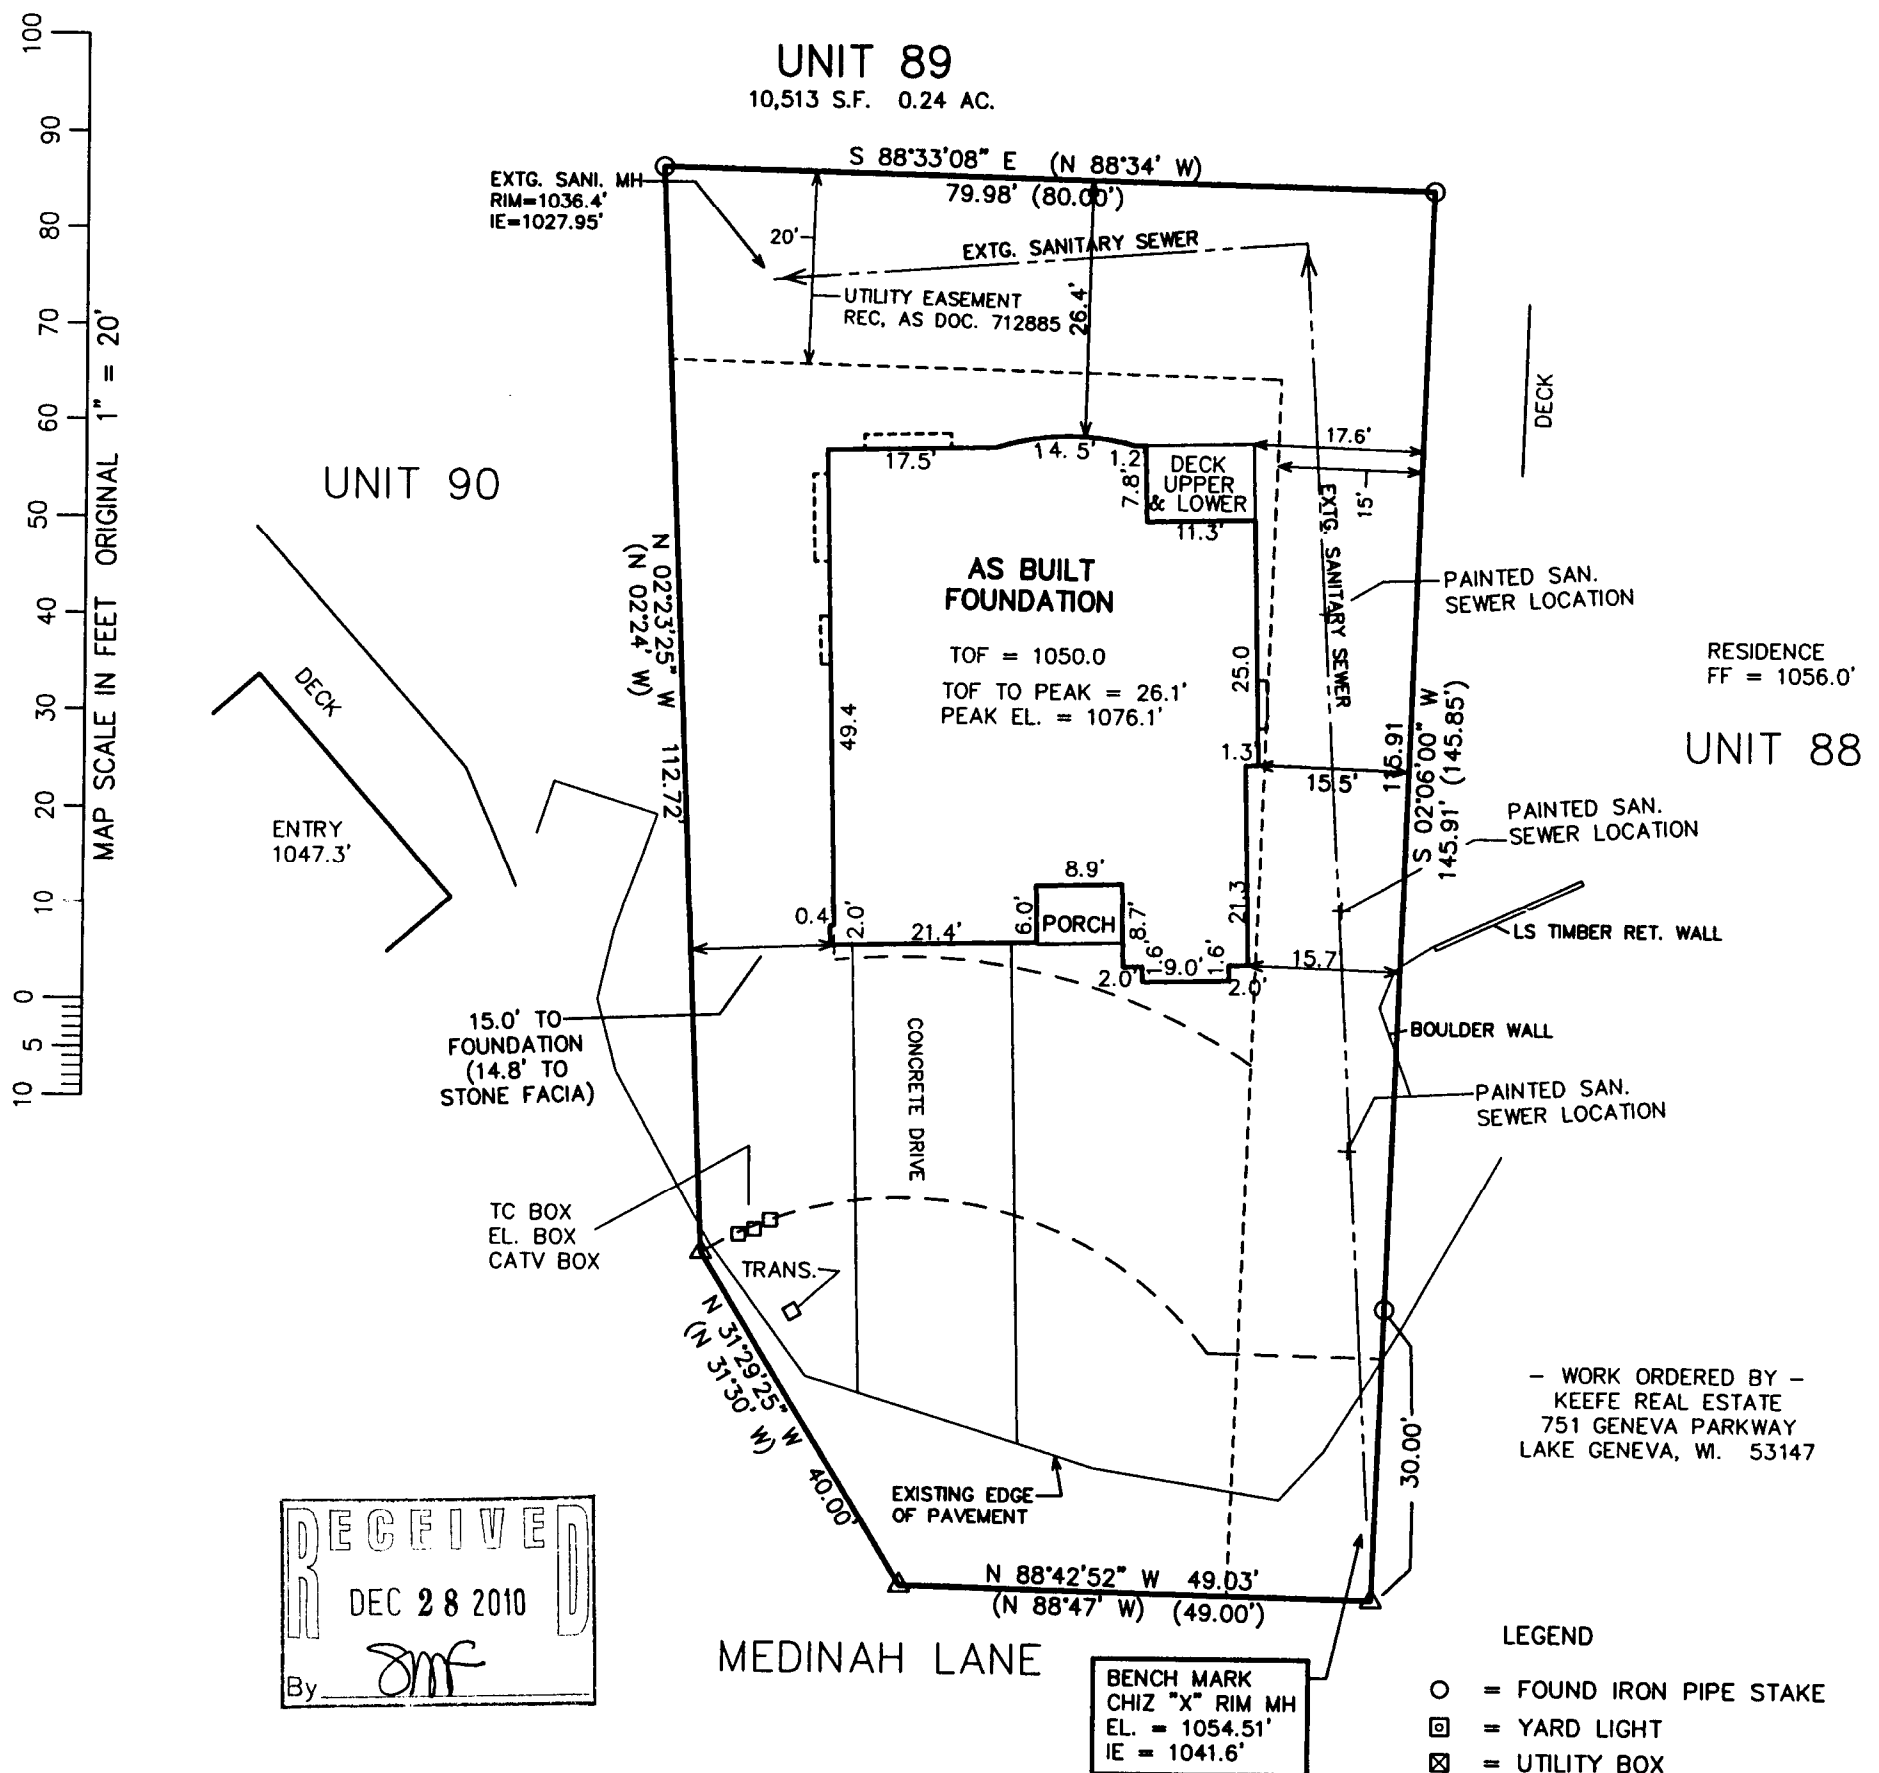 UNIT 89
10,513 S.F. 0.24 AC.
100
90
80
70
60
50
40
30
20
10
0
5
10
MAP SCALE IN FEET ORIGINAL 1" = 20'
S 88°33'08" E (N 88°34' W)
79.98' (80.00')
EXTG. SANI. MH
RIM=1036.4'
IE=1027.95'
20'
EXTG. SANITARY SEWER
UTILITY EASEMENT
REC, AS DOC. 712885
26.4'
DECK
17.6'
15'
UNIT 90
17.5'
14.5'
1.2'
7.8'
DECK
UPPER
& LOWER
11.3'
EXTG. SANITARY SEWER
N 02°23'25" W 112.72'
(N 02°24' W)
AS BUILT
FOUNDATION
TOF = 1050.0
TOF TO PEAK = 26.1'
PEAK EL. = 1076.1'
PAINTED SAN.
SEWER LOCATION
RESIDENCE
FF = 1056.0'
UNIT 88
DECK
ENTRY
1047.3'
49.4
25.0
1.3'
15.5'
115.91
S 02°06'00" W
145.91' (145.85')
PAINTED SAN.
SEWER LOCATION
8.9'
0.4
2.0'
21.4'
6.0'
PORCH
8.7'
21.3
LS TIMBER RET. WALL
2.0'
1.6'
9.0'
1.6'
2.0'
15.7
15.0' TO
FOUNDATION
(14.8' TO
STONE FACIA)
CONCRETE DRIVE
BOULDER WALL
PAINTED SAN.
SEWER LOCATION
TC BOX
EL. BOX
CATV BOX
TRANS.
N 31°29'25" W 40.00'
(N 31°30' W)
30.00'
- WORK ORDERED BY -
KEEFE REAL ESTATE
751 GENEVA PARKWAY
LAKE GENEVA, WI. 53147
EXISTING EDGE
OF PAVEMENT
RECEIVED
DEC 28 2010
By
N 88°42'52" W 49.03'
(N 88°47' W) (49.00')
MEDINAH LANE
BENCH MARK
CHIZ "X" RIM MH
EL. = 1054.51'
IE = 1041.6'
LEGEND
= FOUND IRON PIPE STAKE
= YARD LIGHT
= UTILITY BOX